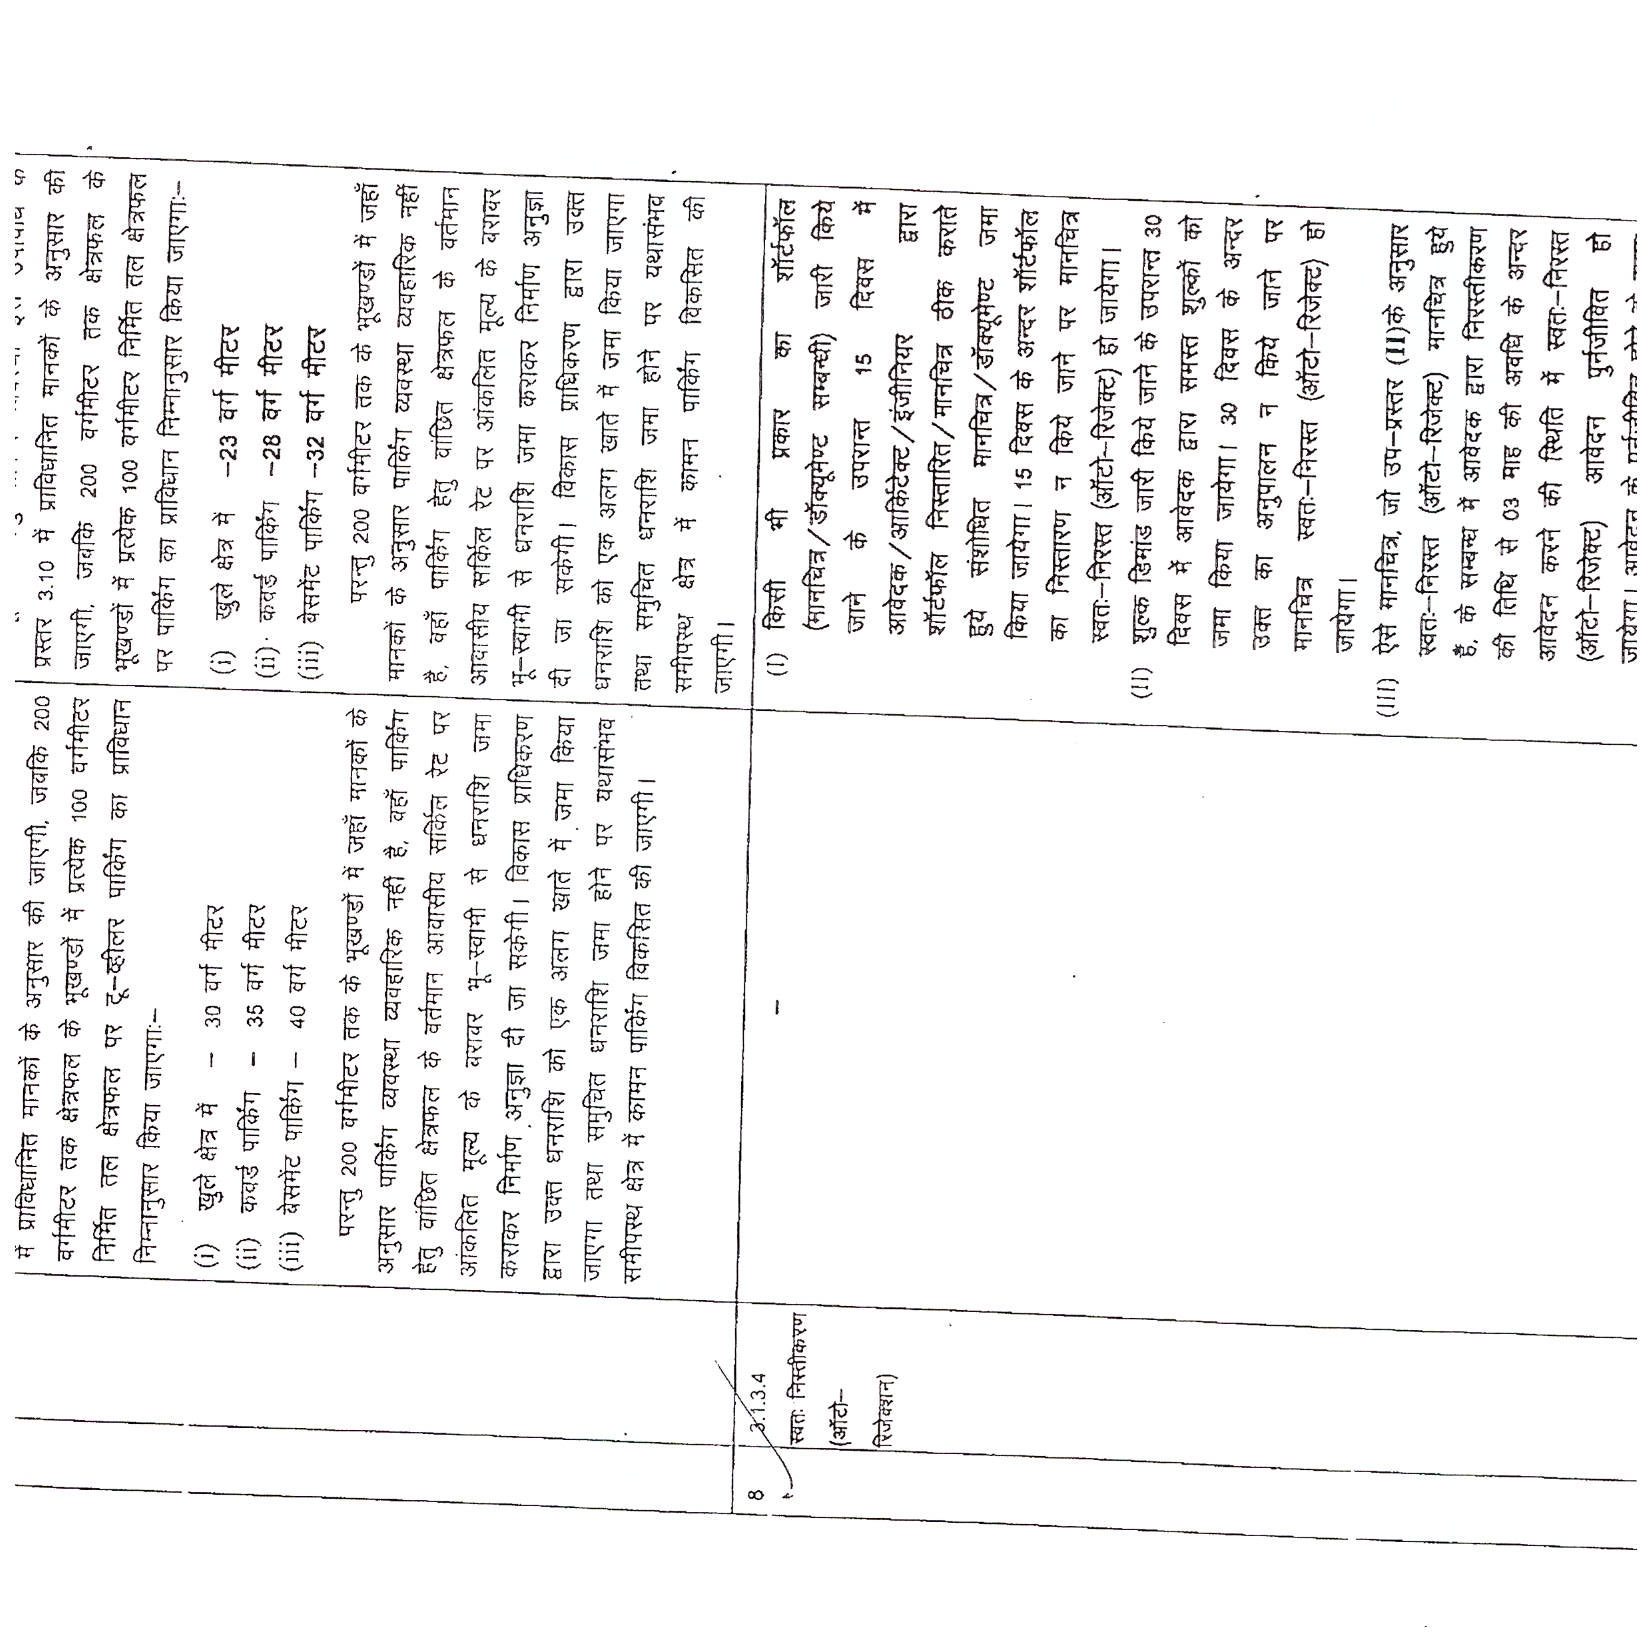 में प्राविधानित मानकों के अनुसार की जाएगी, जबकि 200
वर्गमीटर तक क्षेत्रफल के भूखण्डों में प्रत्येक 100 वर्गमीटर
निर्मित तल क्षेत्रफल पर टू-व्हीलर पार्किंग का प्राविधान
निम्नानुसार किया जाएगाः–
(i) खुले क्षेत्र में – 30 वर्ग मीटर
(ii) कवर्ड पार्किंग – 35 वर्ग मीटर
(iii) बेसमेंट पार्किंग – 40 वर्ग मीटर
परन्तु 200 वर्गमीटर तक के भूखण्डों में जहाँ मानकों के
अनुसार पार्किंग व्यवस्था व्यवहारिक नहीं है, वहाँ पार्किंग
हेतु वांछित क्षेत्रफल के वर्तमान आवासीय सर्किल रेट पर
आंकलित मूल्य के बराबर भू–स्वामी से धनराशि जमा
कराकर निर्माण अनुज्ञा दी जा सकेगी। विकास प्राधिकरण
द्वारा उक्त धनराशि को एक अलग खाते में जमा किया
जाएगा तथा समुचित धनराशि जमा होने पर यथासंभव
समीपस्थ क्षेत्र में कामन पार्किंग विकसित की जाएगी।
प्रस्तर 3.10 में प्राविधानित मानकों के अनुसार की
जाएगी, जबकि 200 वर्गमीटर तक क्षेत्रफल के
भूखण्डों में प्रत्येक 100 वर्गमीटर निर्मित तल क्षेत्रफल
पर पार्किंग का प्राविधान निम्नानुसार किया जाएगाः–
(i) खुले क्षेत्र में –23 वर्ग मीटर
(ii) कवर्ड पार्किंग –28 वर्ग मीटर
(iii) बेसमेंट पार्किंग –32 वर्ग मीटर
परन्तु 200 वर्गमीटर तक के भूखण्डों में जहाँ
मानकों के अनुसार पार्किंग व्यवस्था व्यवहारिक नहीं
है, वहाँ पार्किंग हेतु वांछित क्षेत्रफल के वर्तमान
आवासीय सर्किल रेट पर आंकलित मूल्य के बराबर
भू–स्वामी से धनराशि जमा कराकर निर्माण अनुज्ञा
दी जा सकेगी। विकास प्राधिकरण द्वारा उक्त
धनराशि को एक अलग खाते में जमा किया जाएगा
तथा समुचित धनराशि जमा होने पर यथासंभव
समीपस्थ क्षेत्र में कामन पार्किंग विकसित की
जाएगी।
8
3.1.3.4
स्वतः निस्तीकरण
(ऑटो–
रिजेक्शन)
–
(I) किसी भी प्रकार का शॉर्टफॉल
(मानचित्र/डॉक्यूमेण्ट सम्बन्धी) जारी किये
जाने के उपरान्त 15 दिवस में
आवेदक/आर्किटेक्ट/इंजीनियर द्वारा
शॉर्टफॉल निस्तारित/मानचित्र ठीक कराते
हुये संशोधित मानचित्र/डॉक्यूमेण्ट जमा
किया जायेगा। 15 दिवस के अन्दर शॉर्टफॉल
का निस्तारण न किये जाने पर मानचित्र
स्वतः–निरस्त (ऑटो–रिजेक्ट) हो जायेगा।
(II) शुल्क डिमांड जारी किये जाने के उपरान्त 30
दिवस में आवेदक द्वारा समस्त शुल्कों को
जमा किया जायेगा। 30 दिवस के अन्दर
उक्त का अनुपालन न किये जाने पर
मानचित्र स्वतः–निरस्त (ऑटो–रिजेक्ट) हो
जायेगा।
(III) ऐसे मानचित्र, जो उप–प्रस्तर (II)के अनुसार
स्वतः–निरस्त (ऑटो–रिजेक्ट) मानचित्र हुये
हैं, के सम्बन्ध में आवेदक द्वारा निरस्तीकरण
की तिथि से 03 माह की अवधि के अन्दर
आवेदन करने की स्थिति में स्वतः–निरस्त
(ऑटो–रिजेक्ट) आवेदन पुर्नजीवित हो
जायेगा। आवेदन के